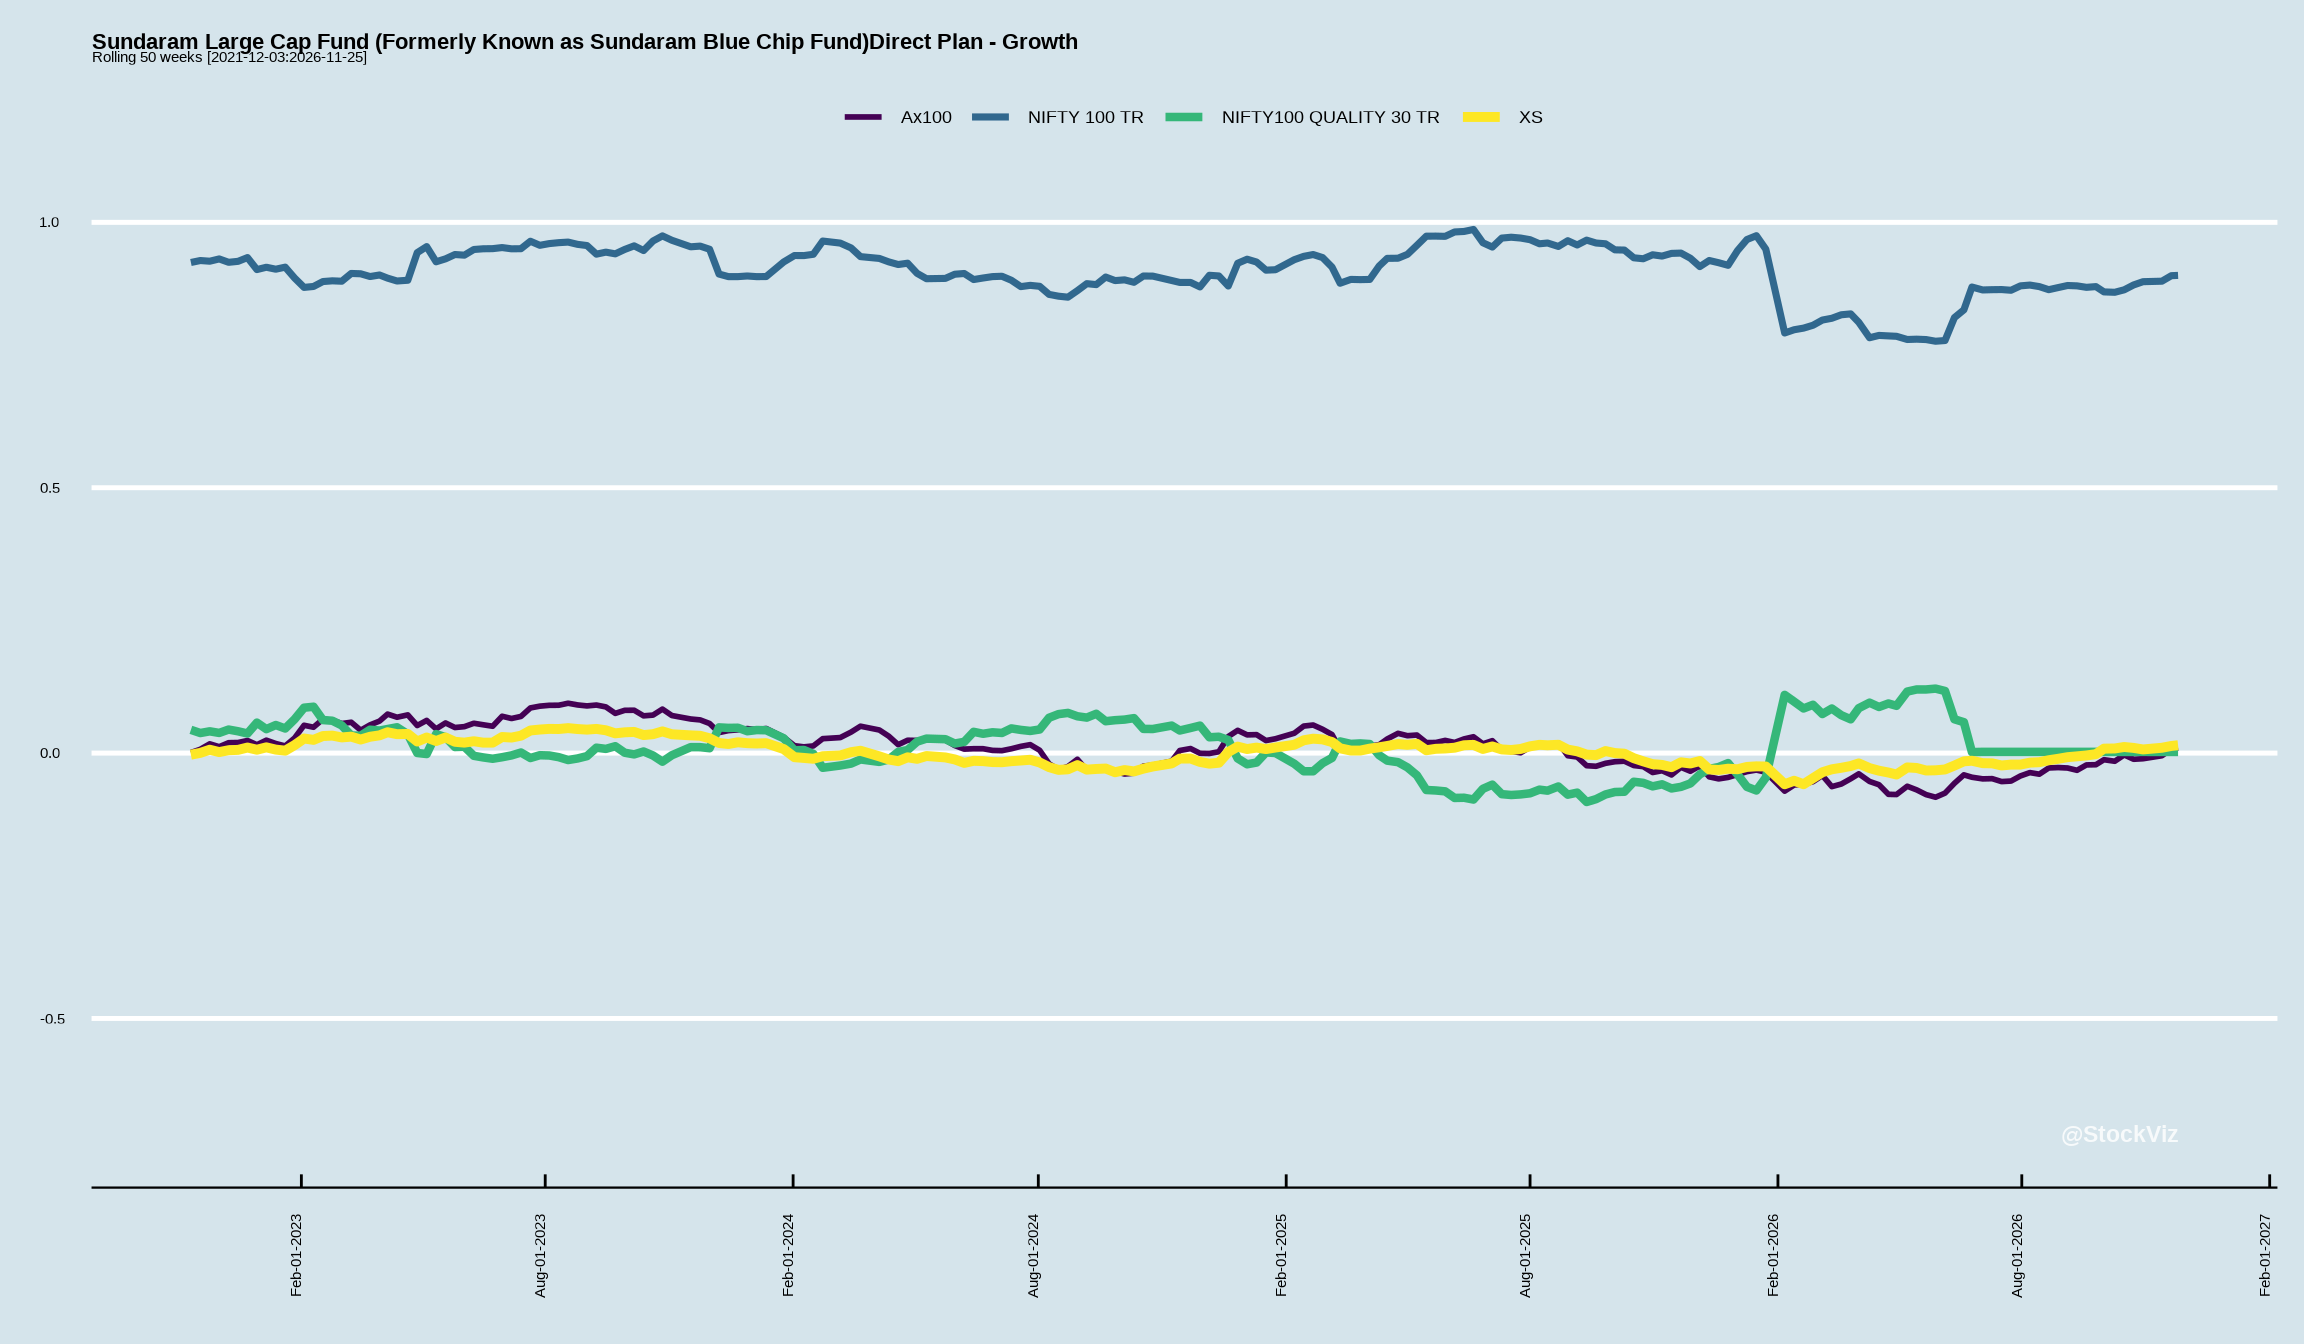 Sundaram Large Cap Fund (Formerly Known as Sundaram Blue Chip Fund)Direct Plan - Growth
Rolling 50 weeks [2021-12-03:2026-11-25]
Ax100 NIFTY 100 TR NIFTY100 QUALITY 30 TR XS
1.0
0.5
0.0
-0.5
@StockViz
Feb-01-2023
Aug-01-2023
Feb-01-2024
Aug-01-2024
Feb-01-2025
Aug-01-2025
Feb-01-2026
Aug-01-2026
Feb-01-2027